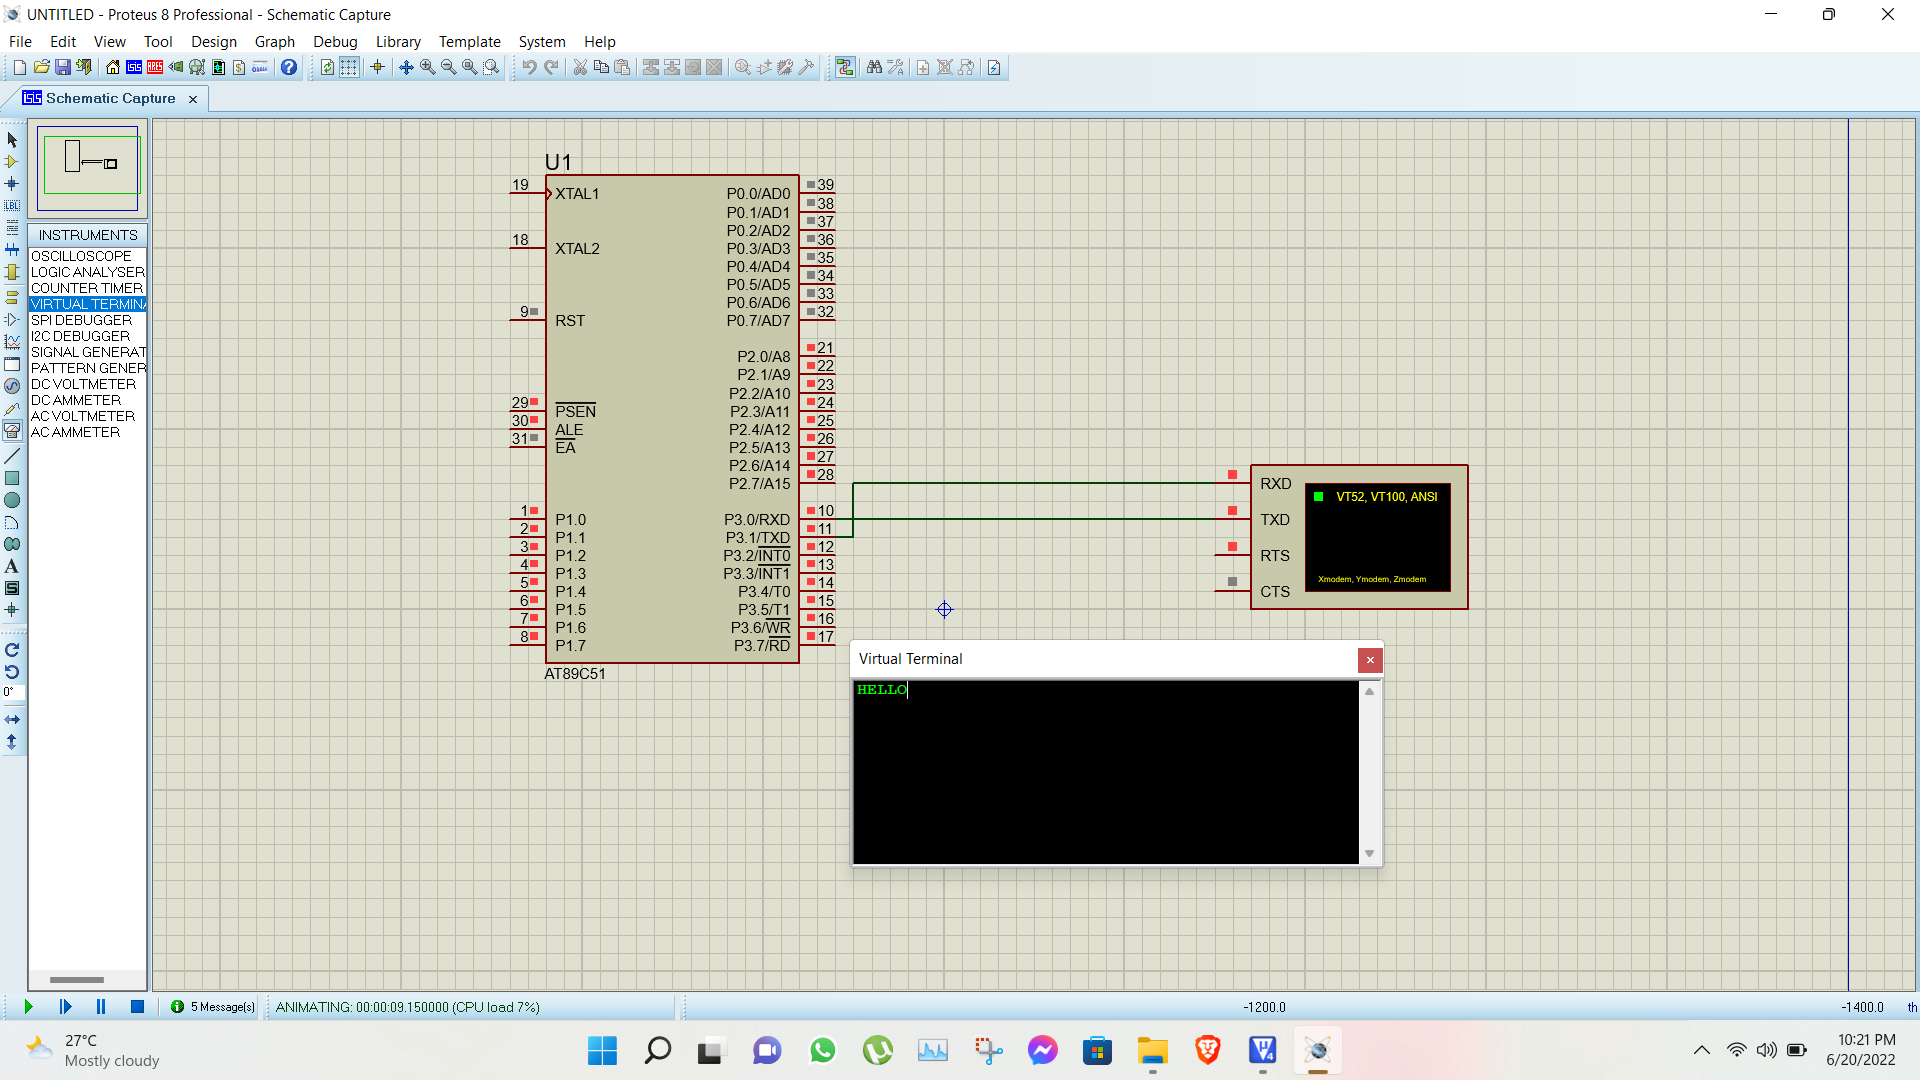 UNTITLED - Proteus 8 Professional - Schematic Capture
File Edit View Tool Design Graph Debug Library Template System Help
Schematic Capture
INSTRUMENTS
OSCILLOSCOPE
LOGIC ANALYSER
COUNTER TIMER
VIRTUAL TERMINA
SPI DEBUGGER
I2C DEBUGGER
SIGNAL GENERAT
PATTERN GENER
DC VOLTMETER
DC AMMETER
AC VOLTMETER
AC AMMETER
LBL
A
0°
U1
19 XTAL1
18 XTAL2
9 RST
29 PSEN
30 ALE
31 EA
1 P1.0
2 P1.1
3 P1.2
4 P1.3
5 P1.4
6 P1.5
7 P1.6
8 P1.7
P0.0/AD0 39
P0.1/AD1 38
P0.2/AD2 37
P0.3/AD3 36
P0.4/AD4 35
P0.5/AD5 34
P0.6/AD6 33
P0.7/AD7 32
P2.0/A8 21
P2.1/A9 22
P2.2/A10 23
P2.3/A11 24
P2.4/A12 25
P2.5/A13 26
P2.6/A14 27
P2.7/A15 28
P3.0/RXD 10
P3.1/TXD 11
P3.2/INT0 12
P3.3/INT1 13
P3.4/T0 14
P3.5/T1 15
P3.6/WR 16
P3.7/RD 17
AT89C51
RXD
TXD
RTS
CTS
VT52, VT100, ANSI
Xmodem, Ymodem, Zmodem
Virtual Terminal
HELLO
5 Message(s)
ANIMATING: 00:00:09.150000 (CPU load 7%)
-1200.0
-1400.0
th
27°C
Mostly cloudy
10:21 PM
6/20/2022